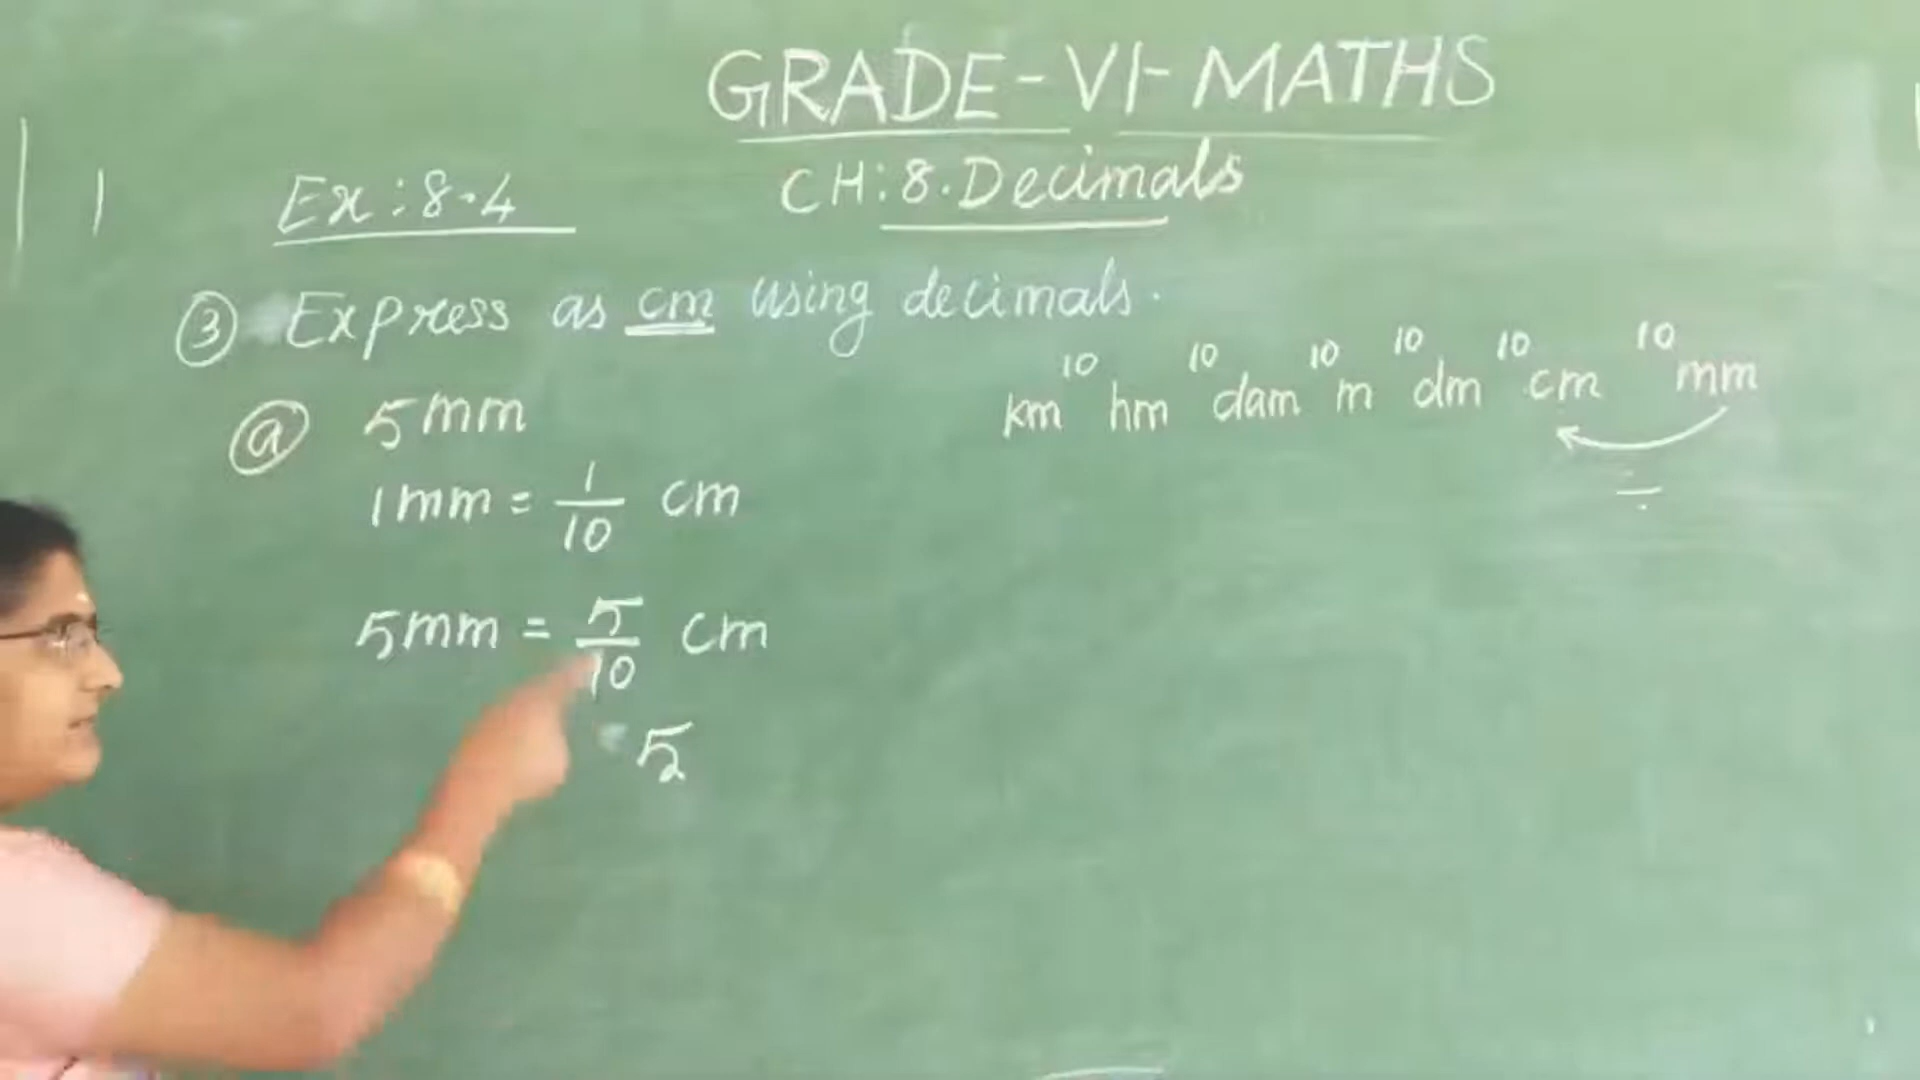 GRADE-VI-MATHS
CH:8.Decimals
Ex:8.4
③ Express as cm using decimals.
10 10 10 10 10 10
km hm dam m dm cm mm
÷
ⓐ 5mm
1mm = 1/10 cm
5mm = 5/10 cm
5